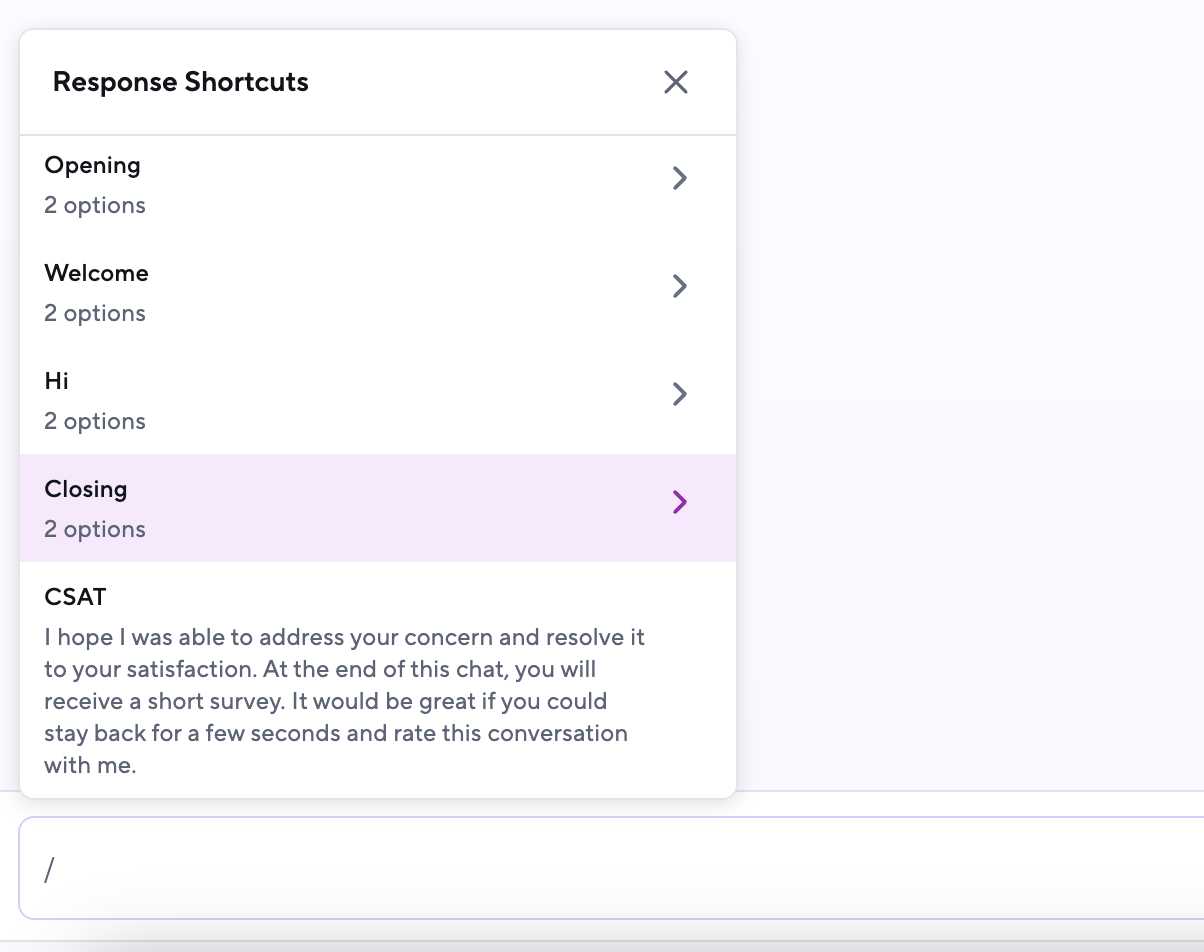 Response Shortcuts
Opening
2 options
Welcome
2 options
Hi
2 options
Closing
2 options
CSAT
I hope I was able to address your concern and resolve it
to your satisfaction. At the end of this chat, you will
receive a short survey. It would be great if you could
stay back for a few seconds and rate this conversation
with me.
/